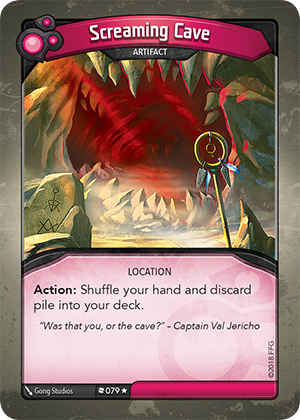 Screaming Cave
ARTIFACT
LOCATION
Action: Shuffle your hand and discard
pile into your deck.
"Was that you, or the cave?" - Captain Val Jericho
Gong Studios
079 ★
©2018 FFG